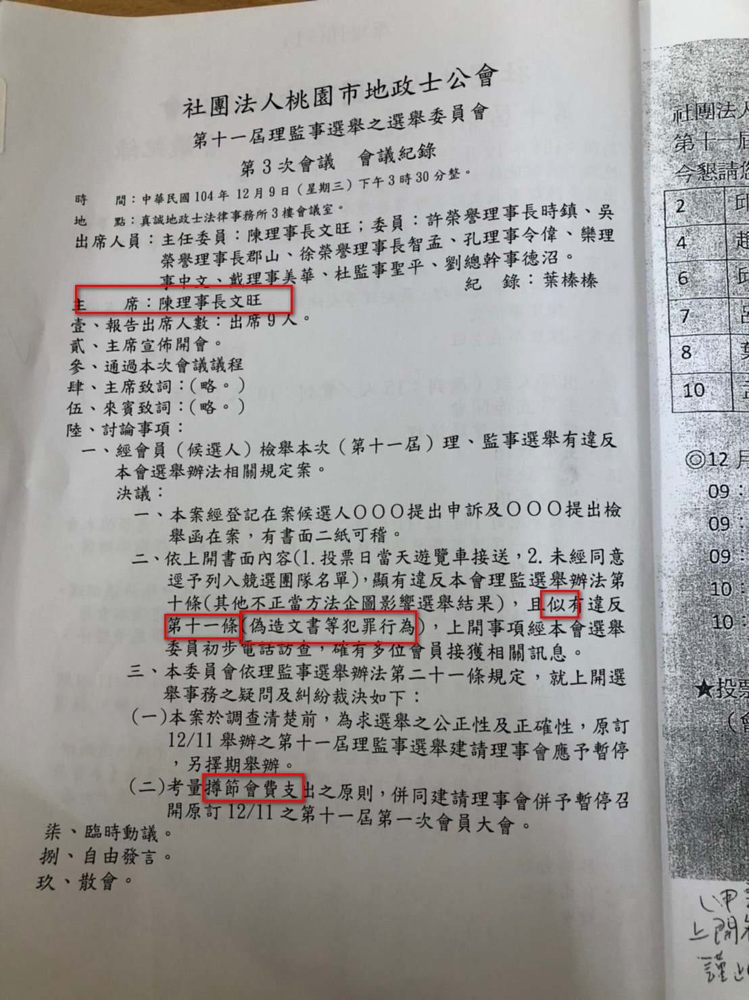 社團法人桃園市地政士公會
第十一屆理監事選舉之選舉委員會
第3次會議　會議紀錄
時　　間：中華民國104年 12月9日（星期三）下午3時30分整。
地　　點：真誠地政士法律事務所3樓會議室。
出席人員：主任委員：陳理事長文旺；委員：許榮譽理事長時鎮、吳
榮譽理事長郡山、徐榮譽理事長智孟、孔理事令偉、欒理
事中文、戴理事美華、杜監事聖平、劉總幹事德沼。
紀　錄：葉榛榛
主　　席：陳理事長文旺
壹、報告出席人數：出席9人。
貳、主席宣佈開會。
參、通過本次會議議程
肆、主席致詞：(略。)
伍、來賓致詞：(略。)
陸、討論事項：
一、經會員（候選人）檢舉本次（第十一屆）理、監事選舉有違反
本會選舉辦法相關規定案。
決議：
一、本案經登記在案候選人ＯＯＯ提出申訴及ＯＯＯ提出檢
舉函在案，有書面二紙可稽。
二、依上開書面內容(1.投票日當天遊覽車接送，2.未經同意
逕予列入競選團隊名單)，顯有違反本會理監選舉辦法第
十條(其他不正當方法企圖影響選舉結果)，且似有違反
第十一條(偽造文書等犯罪行為)，上開事項經本會選舉
委員初步電話訪查，確有多位會員接獲相關訊息。
三、本委員會依理監事選舉辦法第二十一條規定，就上開選
舉事務之疑問及糾紛裁決如下：
(一)本案於調查清楚前，為求選舉之公正性及正確性，原訂
12/11舉辦之第十一屆理監事選舉建請理事會應予暫停
，另擇期舉辦。
(二)考量撙節會費支出之原則，併同建請理事會併予暫停召
開原訂12/11之第十一屆第一次會員大會。
柒、臨時動議。
捌、自由發言。
玖、散會。
社團法人
第十一屆
今懇請您
2
4
6
7
8
10
◎12 月
09：
09：
09：
10：
10：
★投票
上開
謹